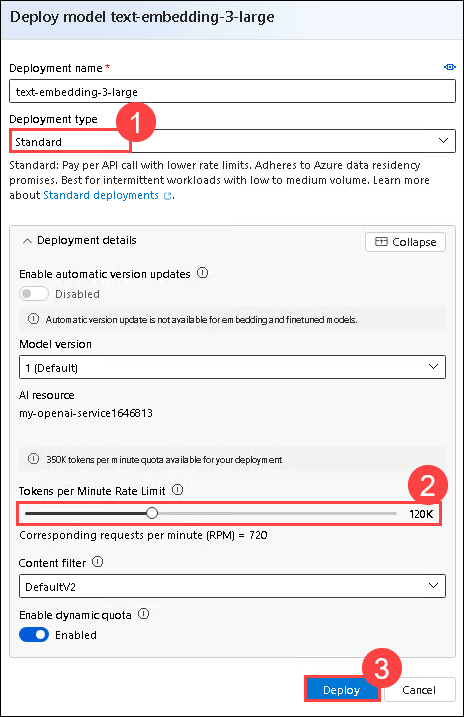 Deploy model text-embedding-3-large
Deployment name *
text-embedding-3-large
Deployment type
1
Standard
Standard: Pay per API call with lower rate limits. Adheres to Azure data residency
promises. Best for intermittent workloads with low to medium volume. Learn more
about Standard deployments
Deployment details
Collapse
Enable automatic version updates
Disabled
Automatic version update is not available for embedding and finetuned models.
Model version
1 (Default)
AI resource
my-openai-service1646813
350K tokens per minute quota available for your deployment
2
Tokens per Minute Rate Limit
120K
Corresponding requests per minute (RPM) = 720
Content filter
DefaultV2
Enable dynamic quota
Enabled
3
Deploy
Cancel